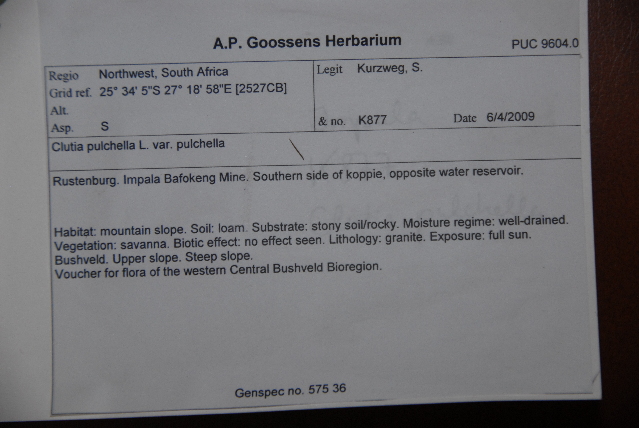 A.P. Goossens Herbarium
PUC 9604.0
Regio Northwest, South Africa
Legit Kurzweg, S.
Grid ref. 25° 34' 5"S 27° 18' 58"E [2527CB]
Alt.
Asp. S
& no. K877 Date 6/4/2009
Clutia pulchella L. var. pulchella
Rustenburg. Impala Bafokeng Mine. Southern side of koppie, opposite water reservoir.
Habitat: mountain slope. Soil: loam. Substrate: stony soil/rocky. Moisture regime: well-drained.
Vegetation: savanna. Biotic effect: no effect seen. Lithology: granite. Exposure: full sun.
Bushveld. Upper slope. Steep slope.
Voucher for flora of the western Central Bushveld Bioregion.
Genspec no. 575 36